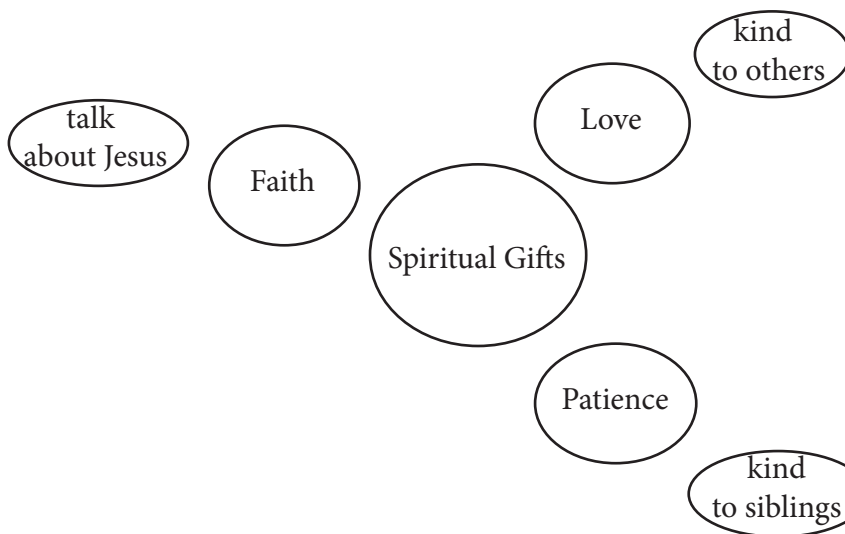 kind
to others
Love
talk
about Jesus
Faith
Spiritual Gifts
Patience
kind
to siblings